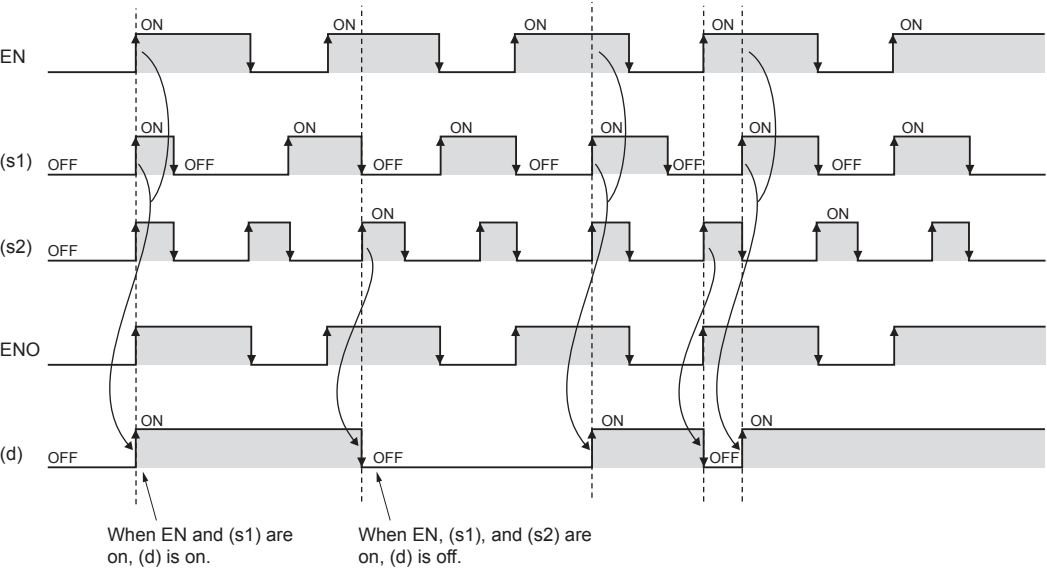 ON ON ON ON ON
EN
ON ON ON ON ON ON
(s1) OFF OFF OFF OFF OFF OFF
ON ON
(s2) OFF
ENO
ON ON ON
(d) OFF OFF OFF
When EN and (s1) are
on, (d) is on.
When EN, (s1), and (s2) are
on, (d) is off.